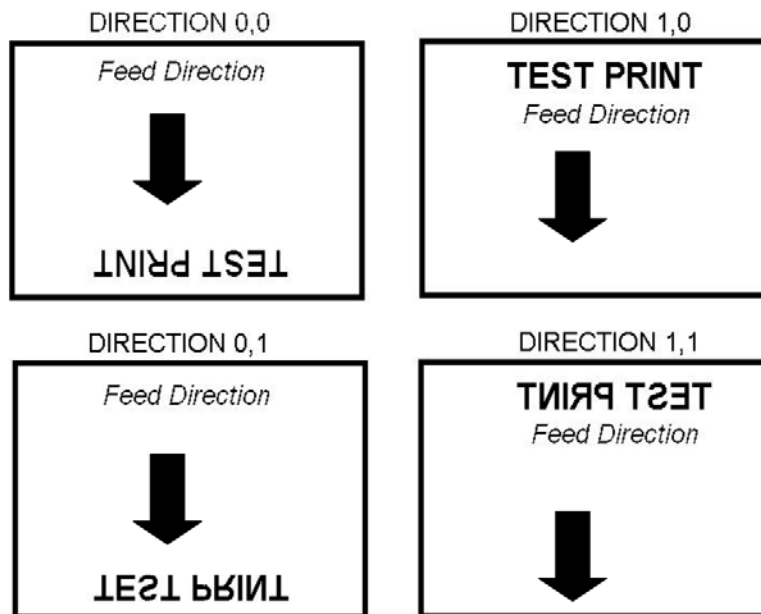 DIRECTION 0,0
Feed Direction
TEST PRINT
DIRECTION 1,0
TEST PRINT
Feed Direction
DIRECTION 0,1
Feed Direction
TEST PRINT
DIRECTION 1,1
TEST PRINT
Feed Direction